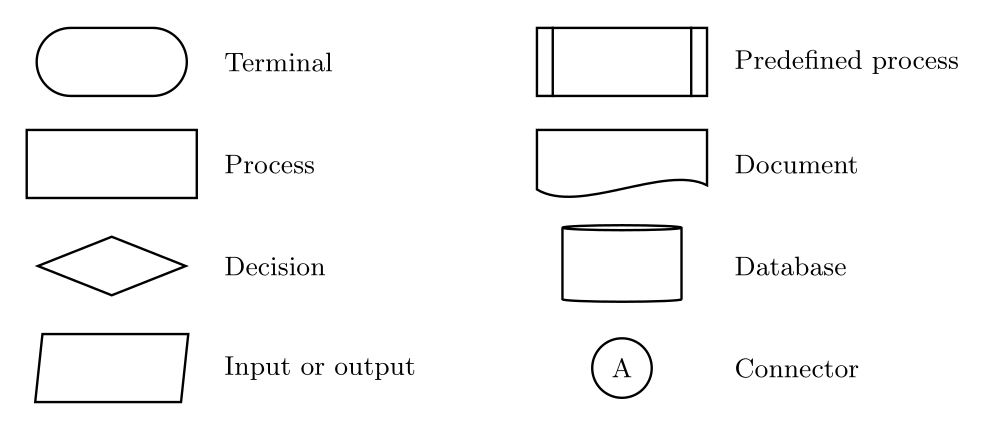 Terminal
Predefined process
Process
Document
Decision
Database
Input or output
A
Connector